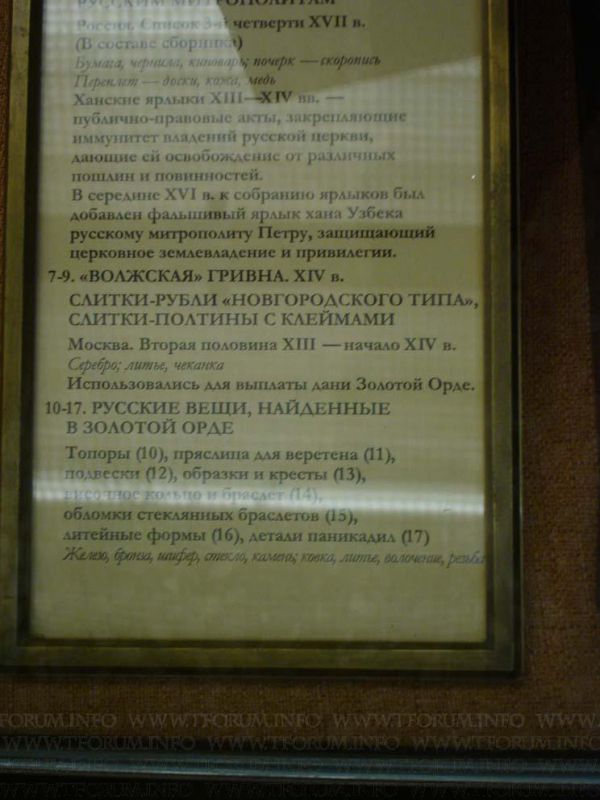 РУССКИМ МИТРОПОЛИТАМ
Россия. Список 3-й четверти XVII в.
(В составе сборника)
Бумага, чернила, киноварь; почерк — скоропись
Переплет — доски, кожа, медь
Ханские ярлыки XIII—XIV вв. —
публично-правовые акты, закрепляющие
иммунитет владений русской церкви,
дающие ей освобождение от различных
пошлин и повинностей.
В середине XVI в. к собранию ярлыков был
добавлен фальшивый ярлык хана Узбека
русскому митрополиту Петру, защищающий
церковное землевладение и привилегии.
7-9. «ВОЛЖСКАЯ» ГРИВНА. XIV в.
СЛИТКИ-РУБЛИ «НОВГОРОДСКОГО ТИПА»,
СЛИТКИ-ПОЛТИНЫ С КЛЕЙМАМИ
Москва. Вторая половина XIII — начало XIV в.
Серебро; литье, чеканка
Использовались для выплаты дани Золотой Орде.
10-17. РУССКИЕ ВЕЩИ, НАЙДЕННЫЕ
В ЗОЛОТОЙ ОРДЕ
Топоры (10), пряслица для веретена (11),
подвески (12), образки и кресты (13),
височное кольцо и браслет (14),
обломки стеклянных браслетов (15),
литейные формы (16), детали паникадил (17)
Железо, бронза, шифер, стекло, камень; ковка, литье, волочение, резьба
WWW.TFORUM.INFO WWW.TFORUM.INFO WWW.TFORUM.INFO
WWW.TFORUM.INFO WWW.TFORUM.INFO WWW.TFORUM.INFO